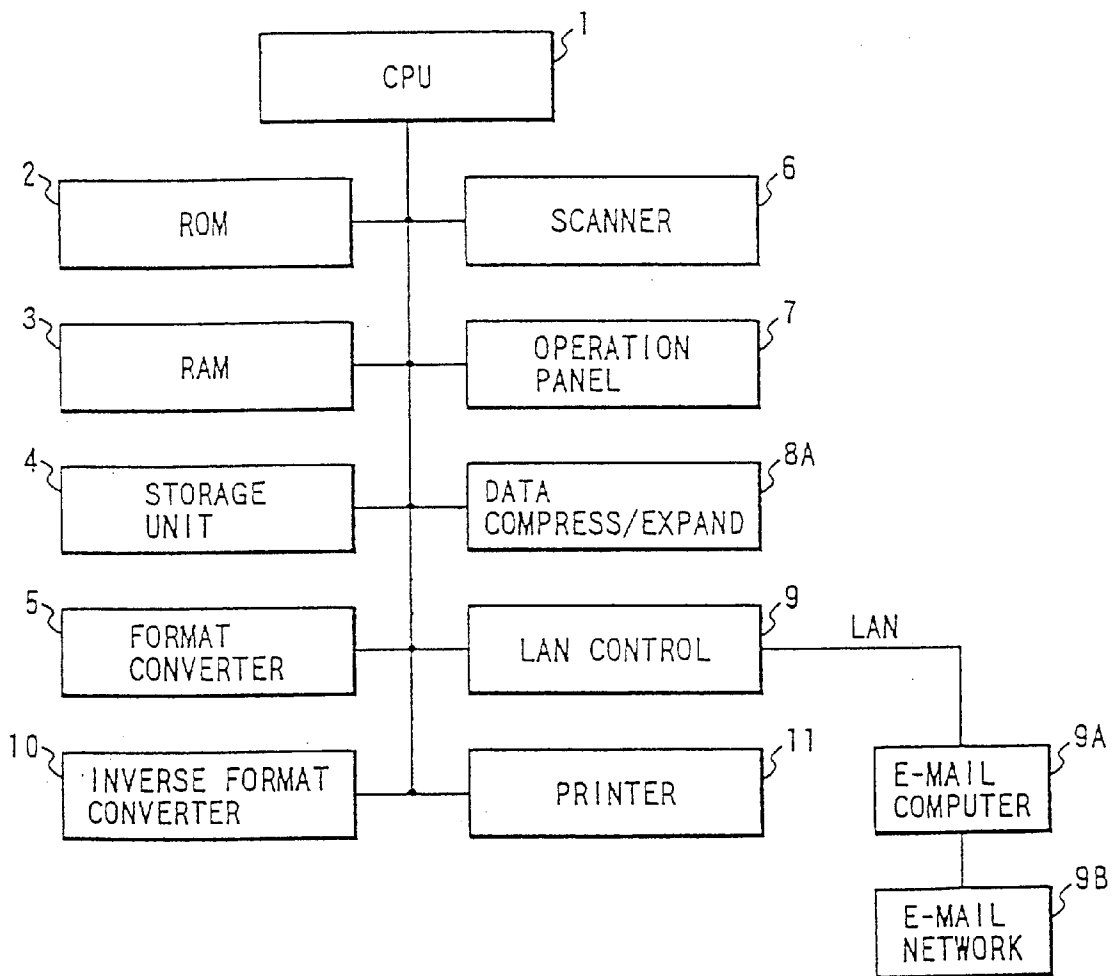 1
CPU
2
ROM
6
SCANNER
3
RAM
7
OPERATION
PANEL
4
STORAGE
UNIT
8A
DATA
COMPRESS/EXPAND
5
FORMAT
CONVERTER
9
LAN CONTROL
LAN
10
INVERSE FORMAT
CONVERTER
11
PRINTER
9A
E-MAIL
COMPUTER
9B
E-MAIL
NETWORK